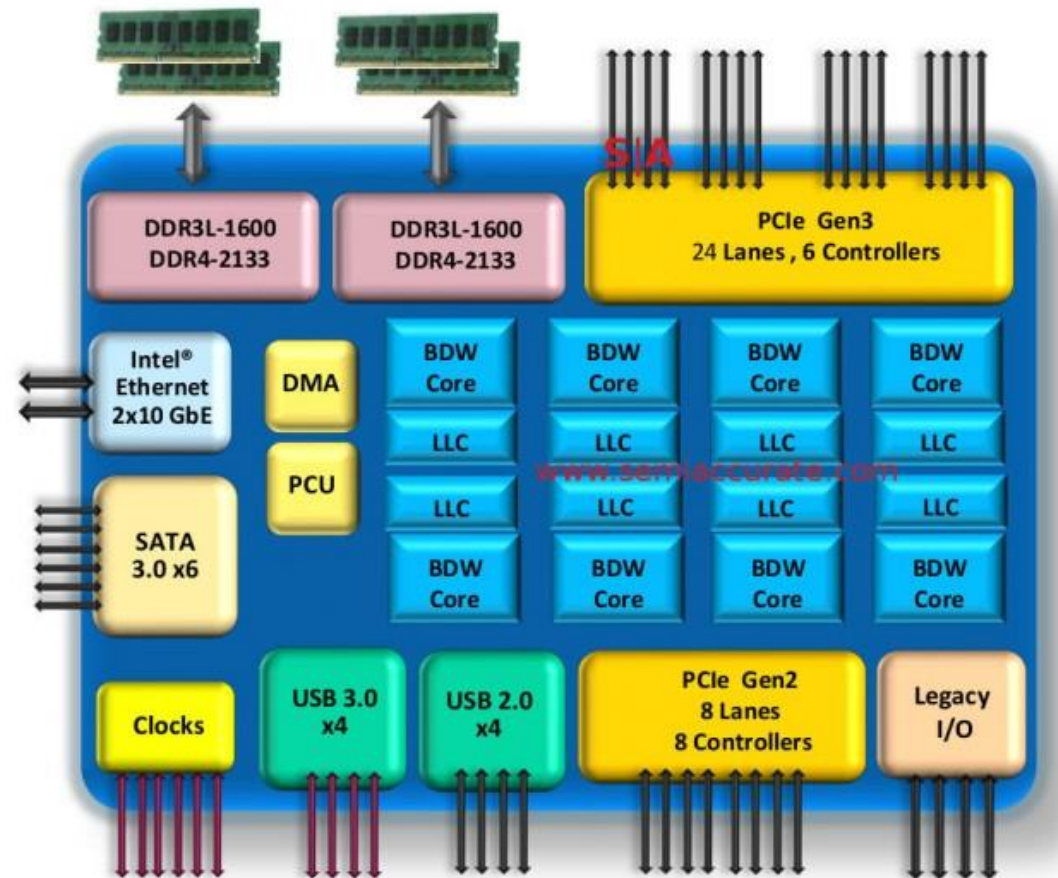 S|A
DDR3L-1600
DDR4-2133
DDR3L-1600
DDR4-2133
PCIe Gen3
24 Lanes , 6 Controllers
Intel®
Ethernet
2x10 GbE
DMA
PCU
SATA
3.0 x6
BDW
Core
BDW
Core
BDW
Core
BDW
Core
LLC
LLC
LLC
LLC
www.semiaccurate.com
LLC
LLC
LLC
LLC
BDW
Core
BDW
Core
BDW
Core
BDW
Core
Clocks
USB 3.0
x4
USB 2.0
x4
PCIe Gen2
8 Lanes
8 Controllers
Legacy
I/O